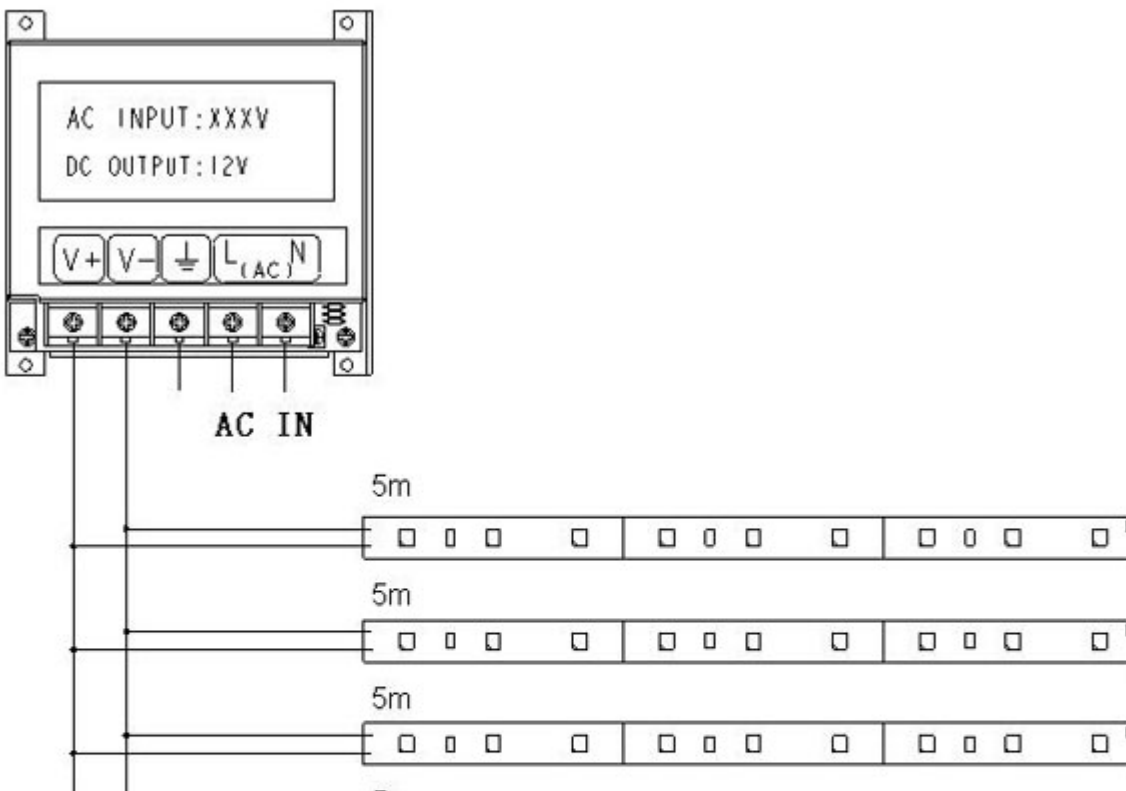 AC INPUT:XXXV
DC OUTPUT:12V
V+ V- L(AC)N
AC IN
5m
5m
5m